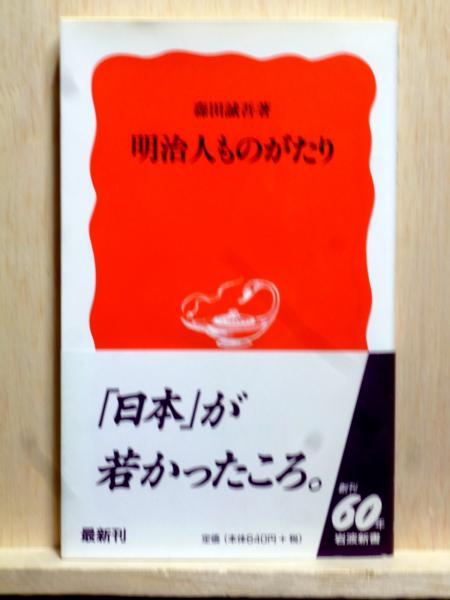 森田誠吾著
明治人ものがたり
「日本」が
若かったころ。
創刊
60年
岩波新書
最新刊
定価(本体640円+税)